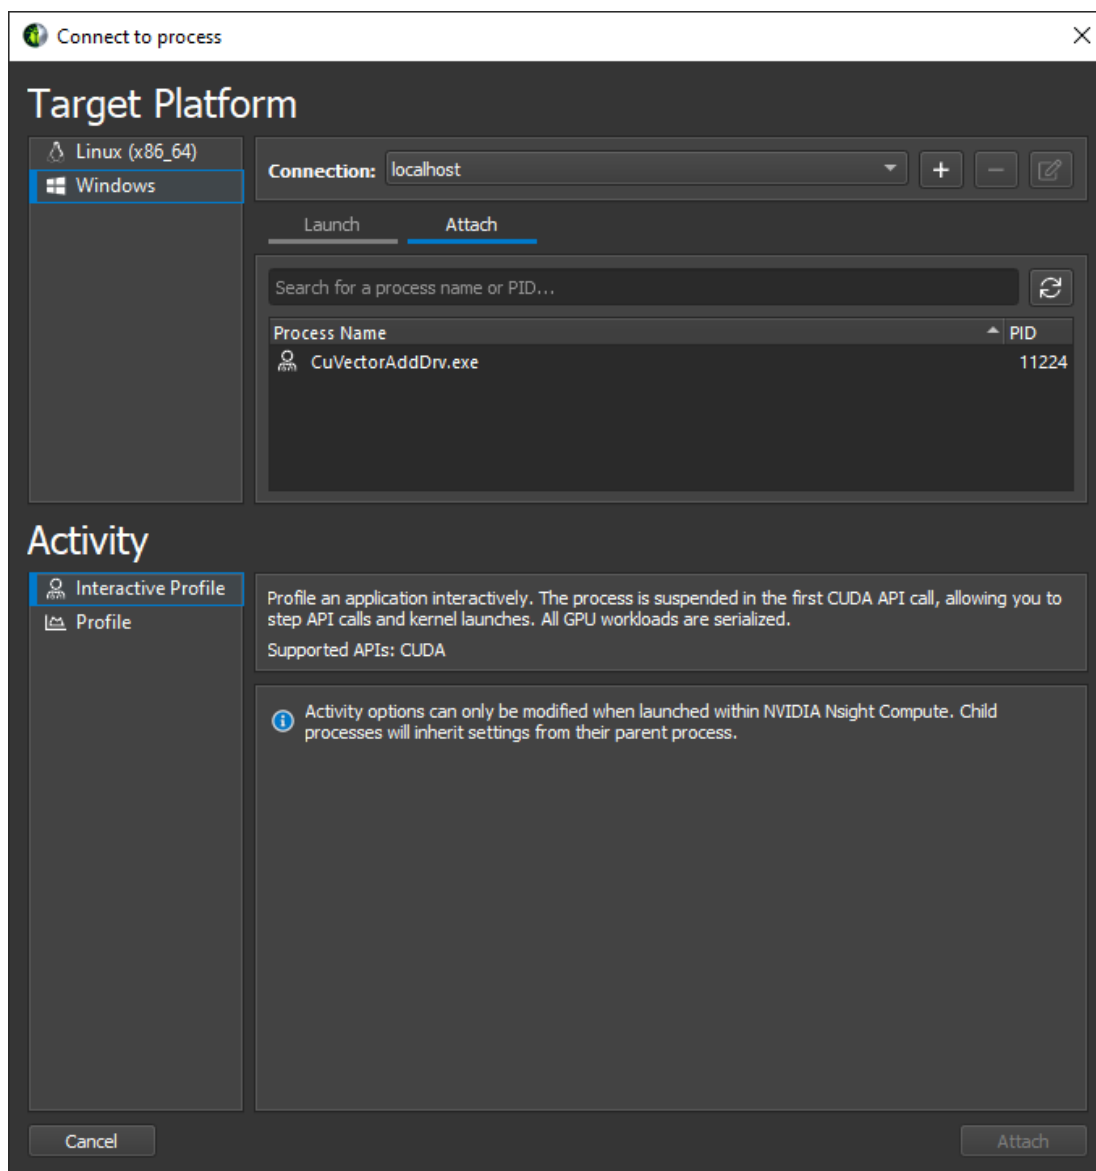 Connect to process
Target Platform
Linux (x86_64)
Windows
Connection: localhost
Launch Attach
Search for a process name or PID...
Process Name PID
CuVectorAddDrv.exe 11224
Activity
Interactive Profile
Profile
Profile an application interactively. The process is suspended in the first CUDA API call, allowing you to
step API calls and kernel launches. All GPU workloads are serialized.
Supported APIs: CUDA
Activity options can only be modified when launched within NVIDIA Nsight Compute. Child
processes will inherit settings from their parent process.
Cancel Attach